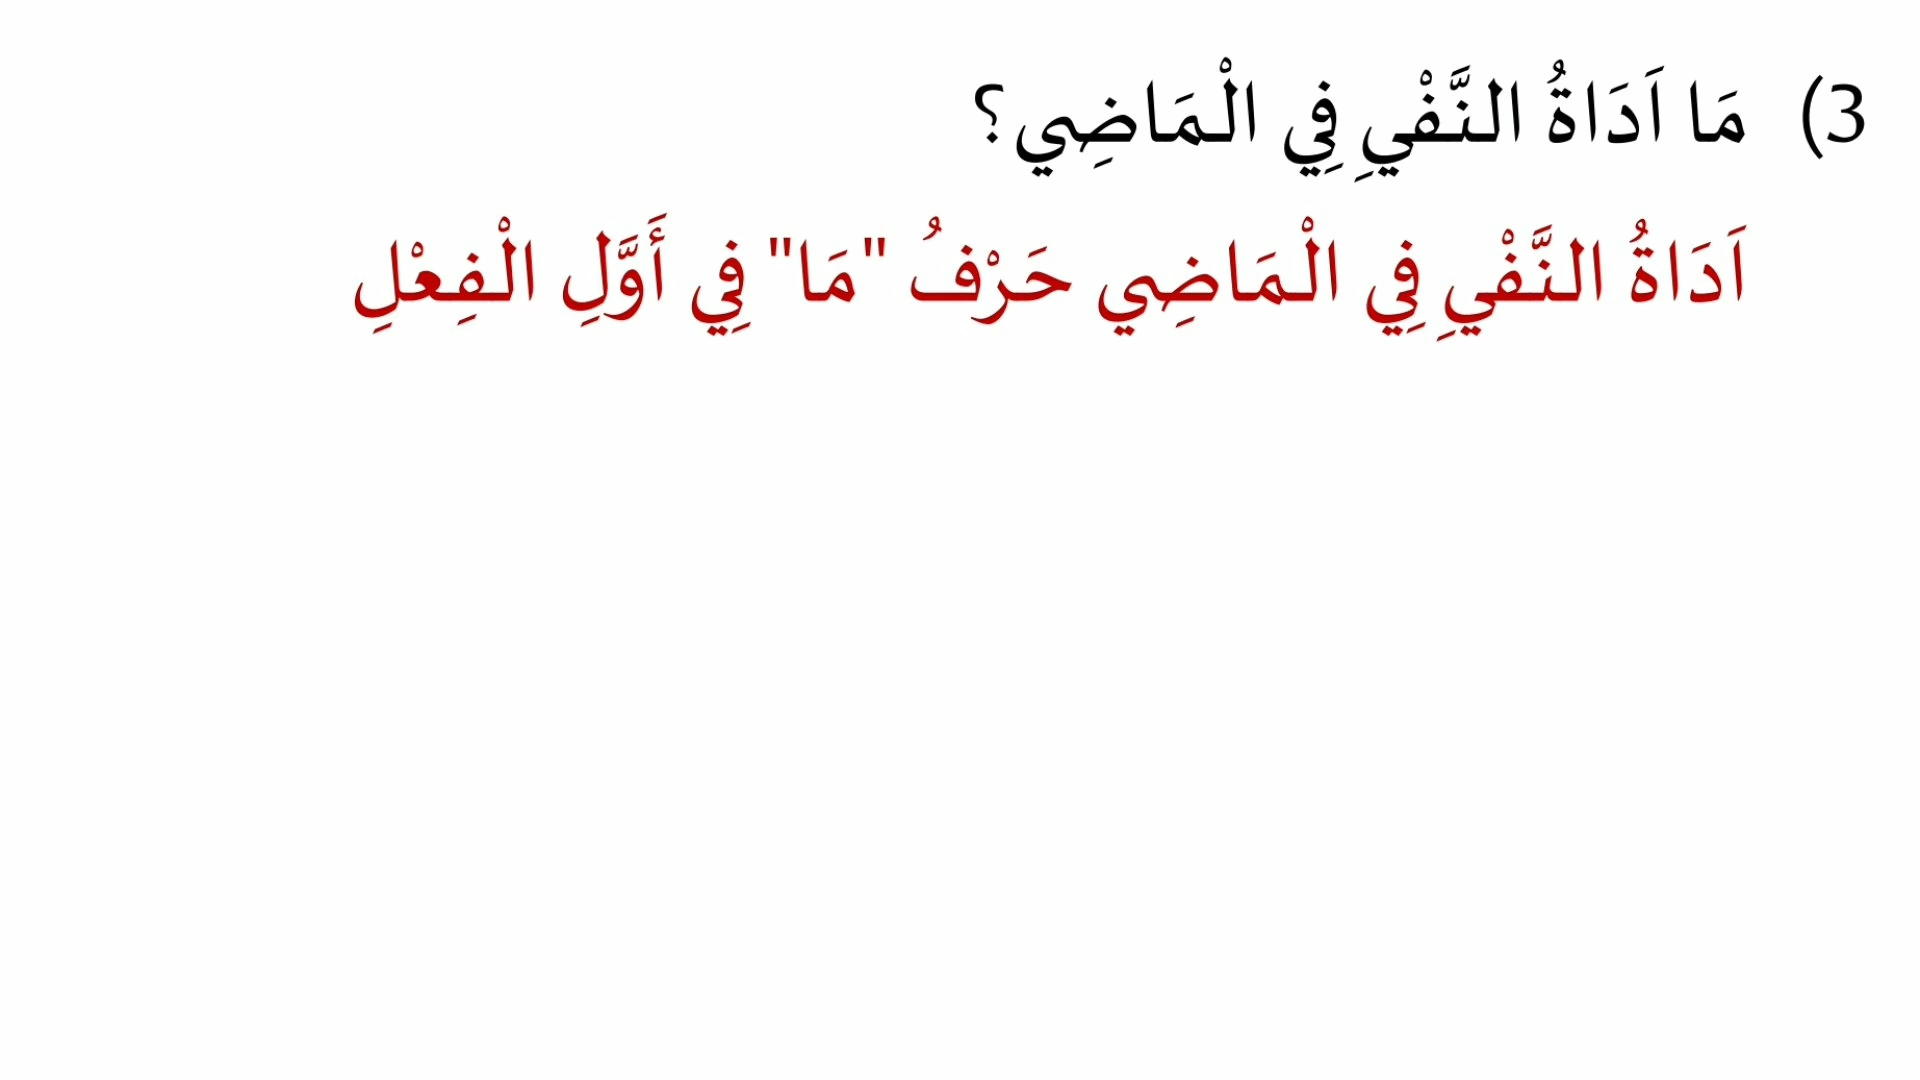 3) مَا اَدَاةُ النَّفْيِ فِي الْمَاضِي؟
اَدَاةُ النَّفْيِ فِي الْمَاضِي حَرْفُ "مَا" فِي أَوَّلِ الْفِعْلِ